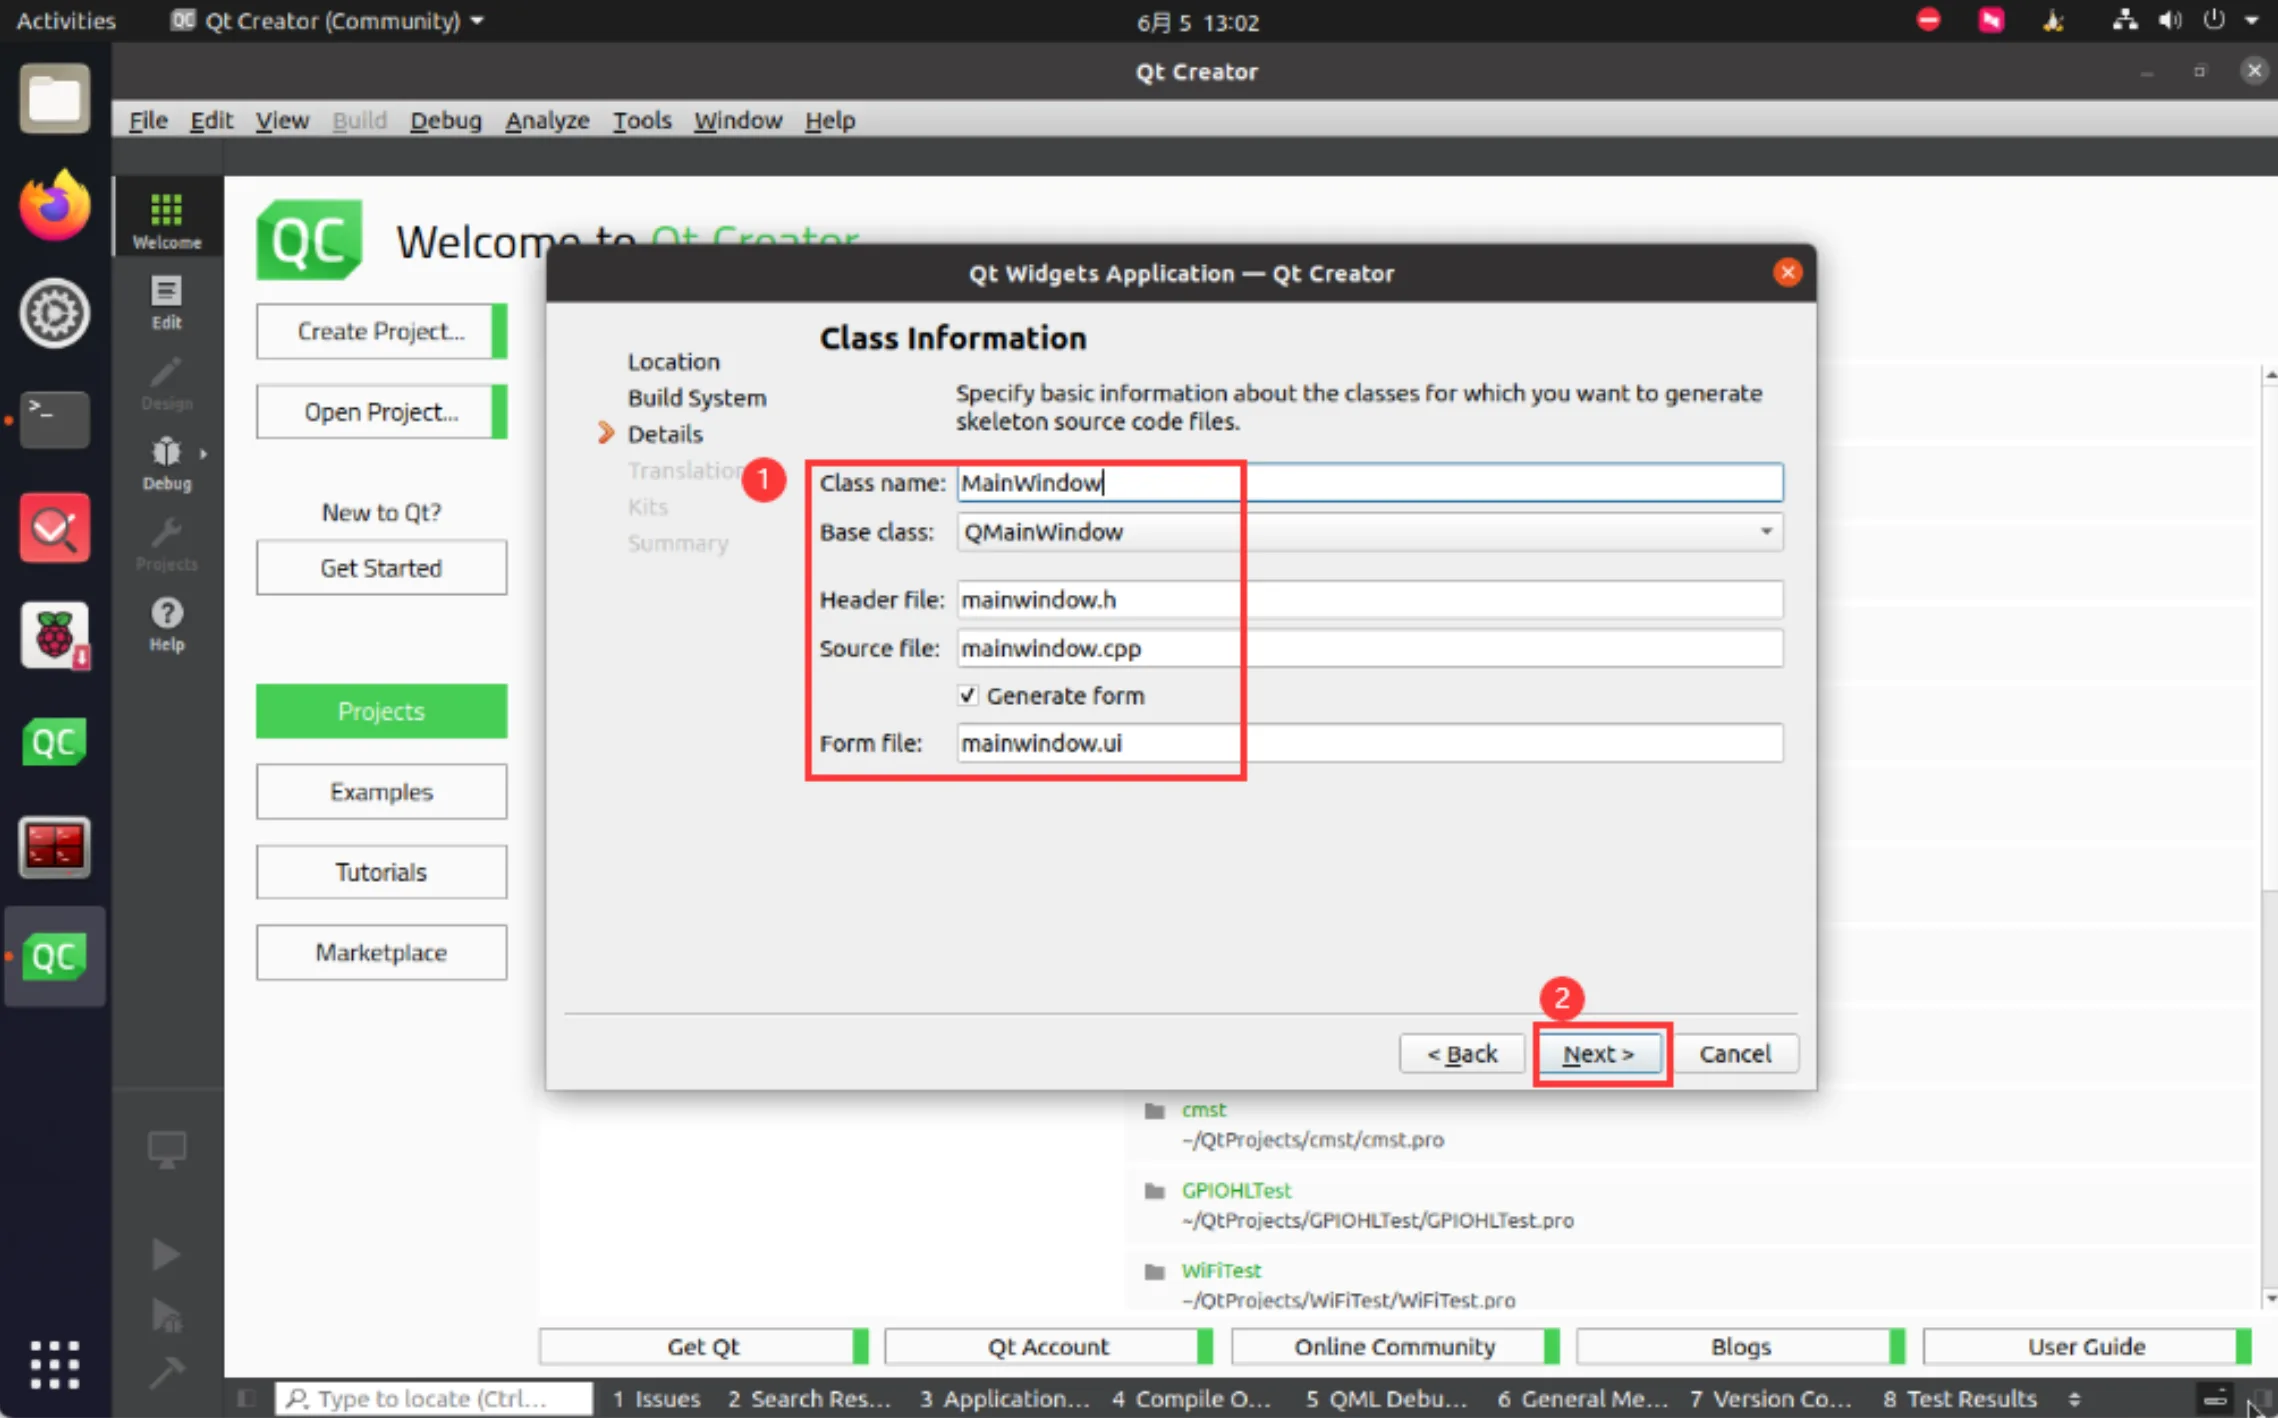 Activities
QC Qt Creator (Community)
6月 5 13:02
Qt Creator
File Edit View Build Debug Analyze Tools Window Help
Welcome
Edit
Design
Debug
Projects
Help
QC
Welcome to Qt Creator
Create Project...
Open Project...
New to Qt?
Get Started
Projects
Examples
Tutorials
Marketplace
Qt Widgets Application — Qt Creator
Location
Build System
Details
Translation
Kits
Summary
Class Information
Specify basic information about the classes for which you want to generate
skeleton source code files.
1
Class name: MainWindow
Base class: QMainWindow
Header file: mainwindow.h
Source file: mainwindow.cpp
Generate form
Form file: mainwindow.ui
2
< Back
Next >
Cancel
cmst
~/QtProjects/cmst/cmst.pro
GPIOHLTest
~/QtProjects/GPIOHLTest/GPIOHLTest.pro
WiFiTest
~/QtProjects/WiFiTest/WiFiTest.pro
Get Qt
Qt Account
Online Community
Blogs
User Guide
Type to locate (Ctrl...
1 Issues
2 Search Res...
3 Application...
4 Compile O...
5 QML Debu...
6 General Me...
7 Version Co...
8 Test Results
QC
QC